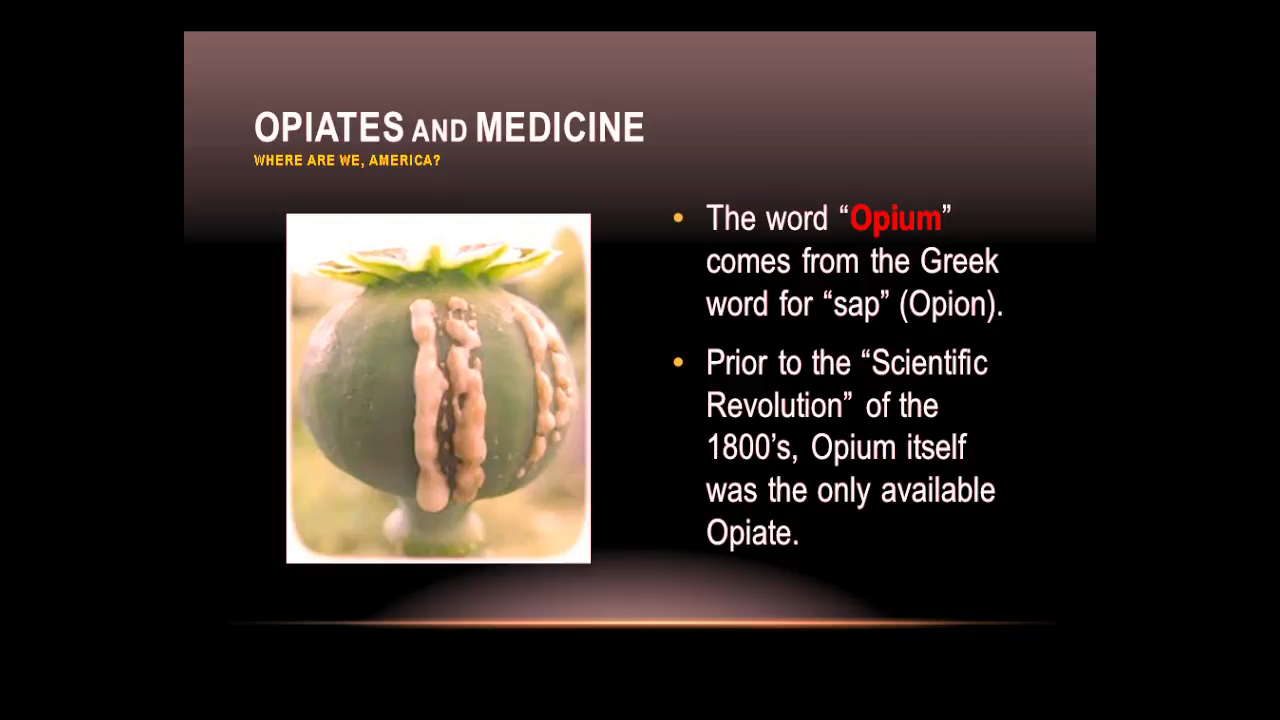 OPIATES AND MEDICINE
WHERE ARE WE, AMERICA?
• The word “Opium”
comes from the Greek
word for “sap” (Opion).
• Prior to the “Scientific
Revolution” of the
1800’s, Opium itself
was the only available
Opiate.